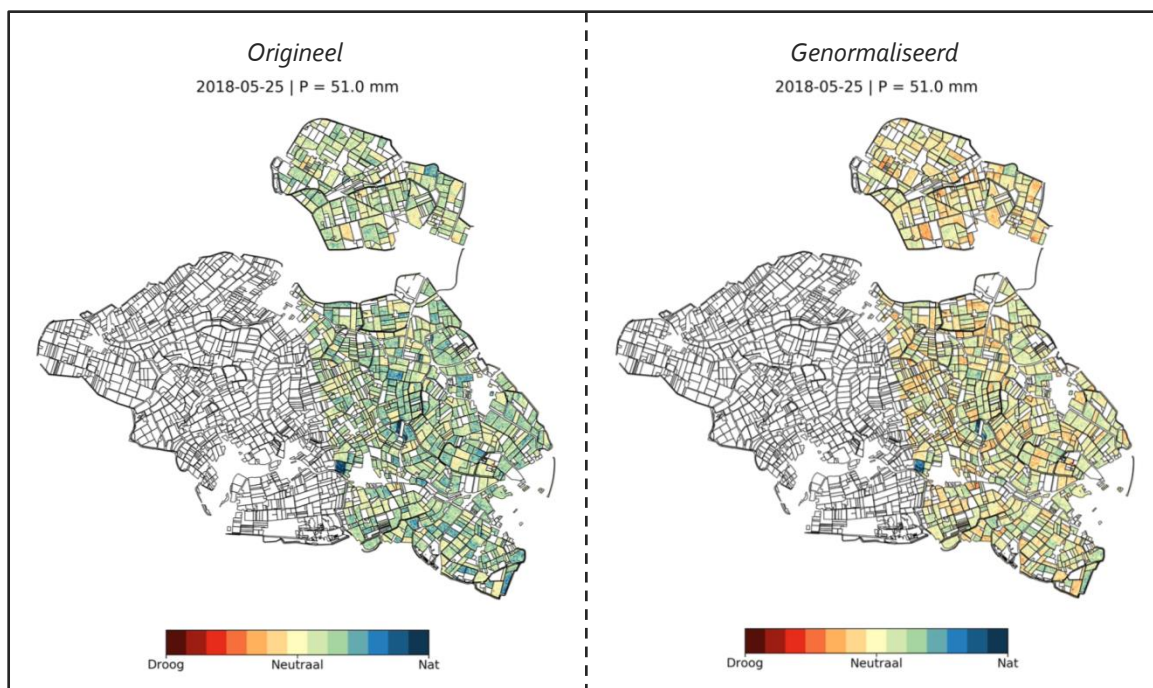 Origineel
2018-05-25 | P = 51.0 mm
Droog
Neutraal
Nat
Genormaliseerd
2018-05-25 | P = 51.0 mm
Droog
Neutraal
Nat